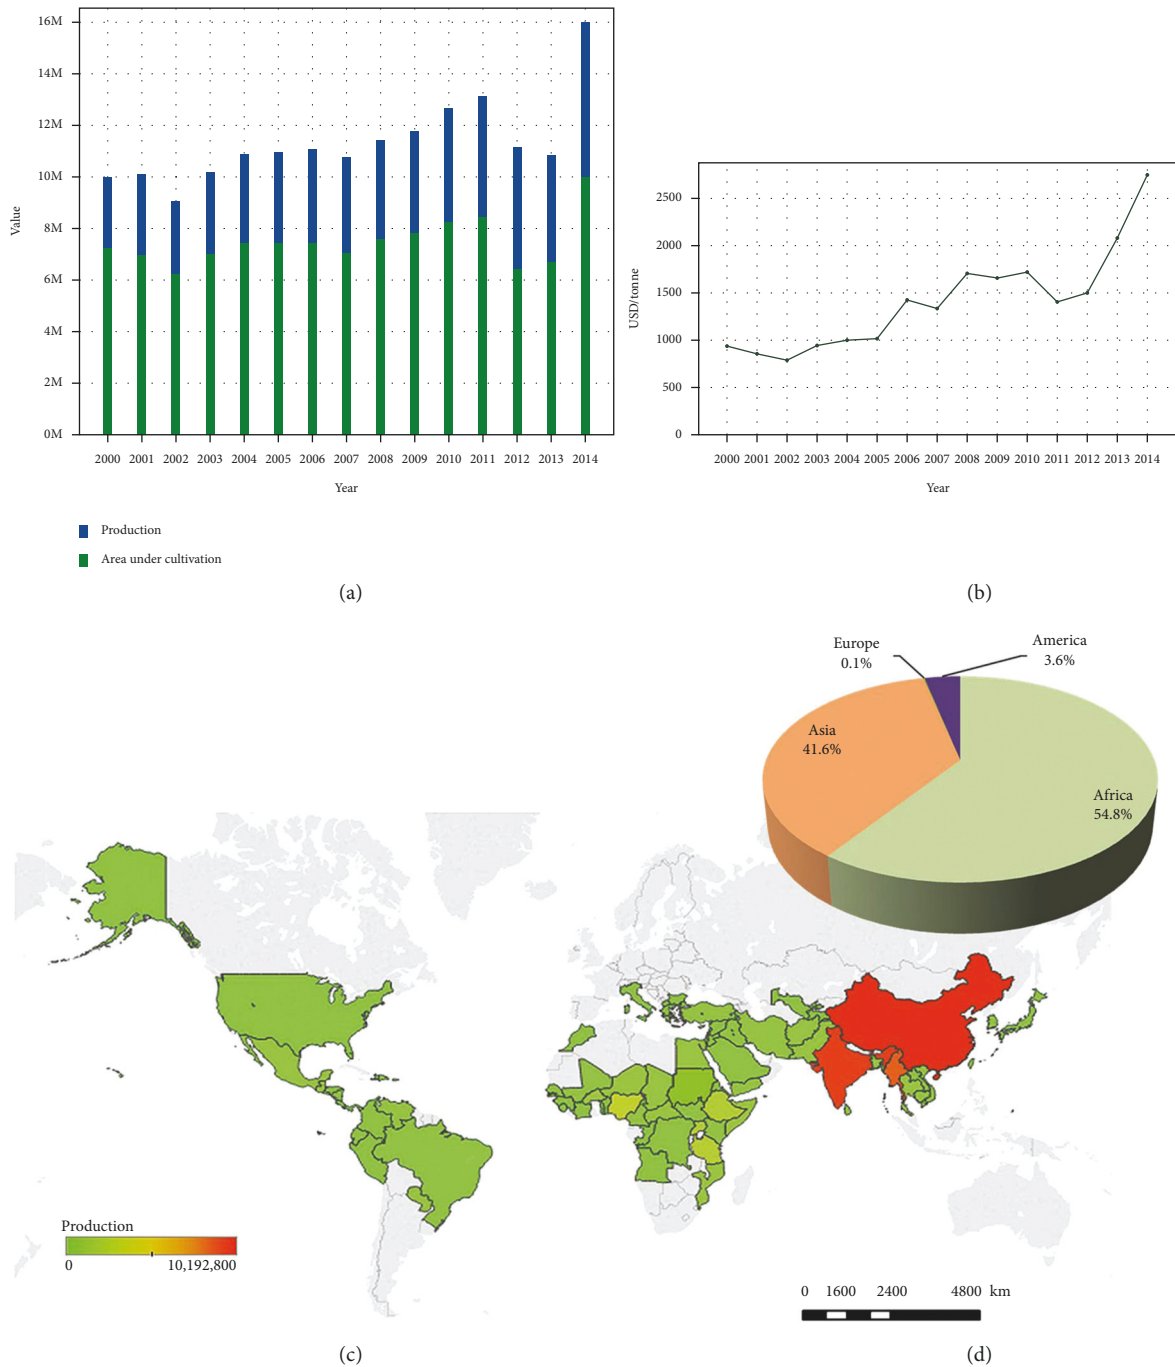 16M
14M
12M
10M
8M
6M
4M
2M
0M
Value
2000 2001 2002 2003 2004 2005 2006 2007 2008 2009 2010 2011 2012 2013 2014
Year
Production
Area under cultivation
(a)
2500
2000
1500
1000
500
0
USD/tonne
2000 2001 2002 2003 2004 2005 2006 2007 2008 2009 2010 2011 2012 2013 2014
Year
(b)
Europe
0.1%
America
3.6%
Asia
41.6%
Africa
54.8%
Production
0 10,192,800
(c)
0 1600 2400 4800 km
(d)